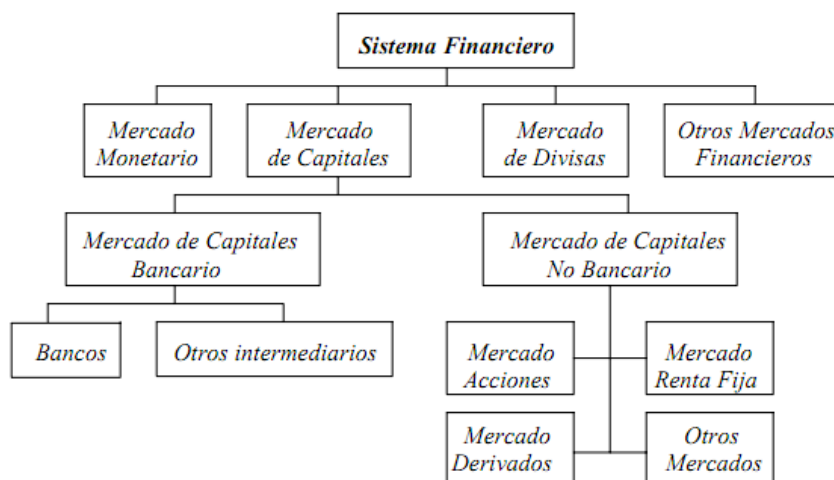 Sistema Financiero
Mercado
Monetario
Mercado
de Capitales
Mercado
de Divisas
Otros Mercados
Financieros
Mercado de Capitales
Bancario
Mercado de Capitales
No Bancario
Bancos
Otros intermediarios
Mercado
Acciones
Mercado
Renta Fija
Mercado
Derivados
Otros
Mercados